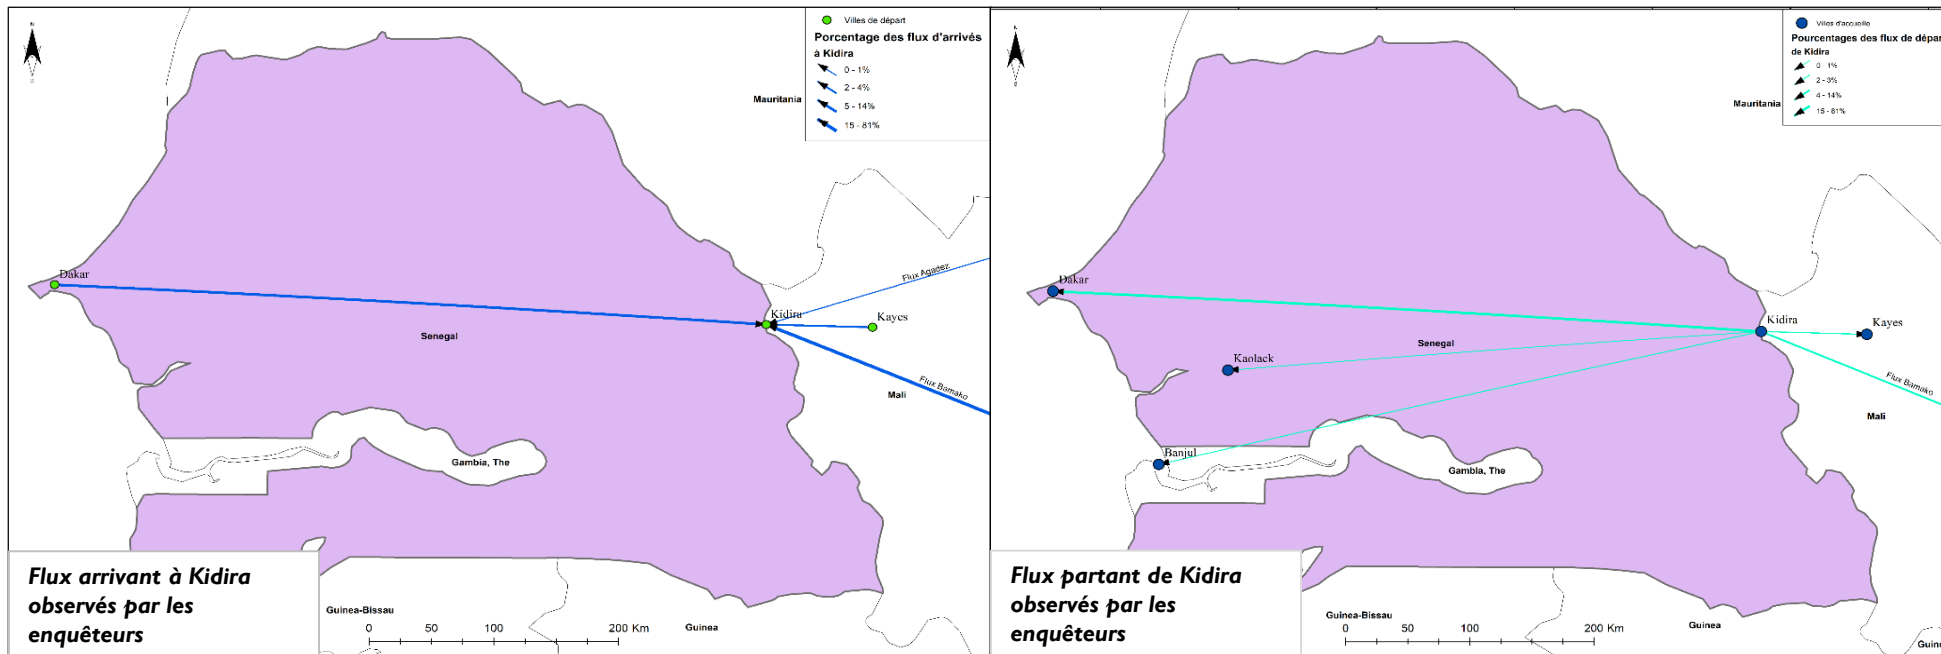 N
S
Villes de départ
Porcentage des flux d'arrivés
à Kidira
0 - 1%
2 - 4%
5 - 14%
15 - 81%
Mauritania
Dakar
Flux Agadez
Kidira
Kayes
Senegal
Flux Bamako
Mali
Gambia, The
Flux arrivant à Kidira
observés par les
enquêteurs
Guinea-Bissau
Guinea
0 50 100 200 Km
N
S
Villes d'accueille
Pourcentages des flux de dépar
de Kidira
0 - 1%
2 - 3%
4 - 14%
15 - 81%
Mauritania
Dakar
Kidira
Kayes
Senegal
Kaolack
Flux Bamako
Mali
Banjul
Gambia, The
Flux partant de Kidira
observés par les
enquêteurs
Guinea-Bissau
Guinea
0 50 100 200 Km